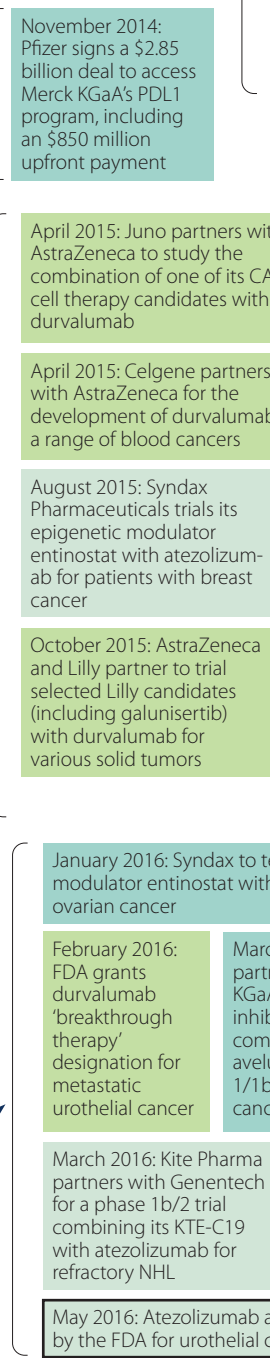 November 2014:
Pfizer signs a $2.85
billion deal to access
Merck KGaA’s PDL1
program, including
an $850 million
upfront payment
April 2015: Juno partners
AstraZeneca to study the
combination of one of its
cell therapy candidates with
durvalumab
April 2015: Celgene partners
with AstraZeneca for the
development of durvalumab
a range of blood cancers
August 2015: Syndax
Pharmaceuticals trials its
epigenetic modulator
entinostat with atezolizum-
ab for patients with breast
cancer
October 2015: AstraZeneca
and Lilly partner to trial
selected Lilly candidates
(including galunisertib)
with durvalumab for
various solid tumors
January 2016: Syndax to
modulator entinostat with
ovarian cancer
February 2016:
FDA grants
durvalumab
‘breakthrough
therapy’
designation for
metastatic
urothelial cancer
March 2016: Kite Pharma
partners with Genentech
for a phase 1b/2 trial
combining its KTE-C19
with atezolizumab for
refractory NHL
May 2016: Atezolizumab
by the FDA for urothelial